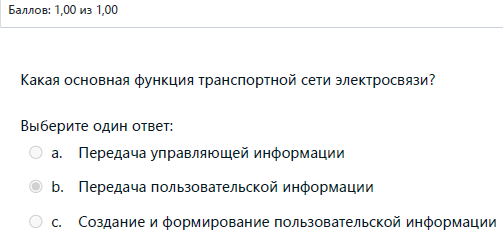 Баллов: 1,00 из 1,00
Какая основная функция транспортной сети электросвязи?
Выберите один ответ:
a. Передача управляющей информации
b. Передача пользовательской информации
c. Создание и формирование пользовательской информации